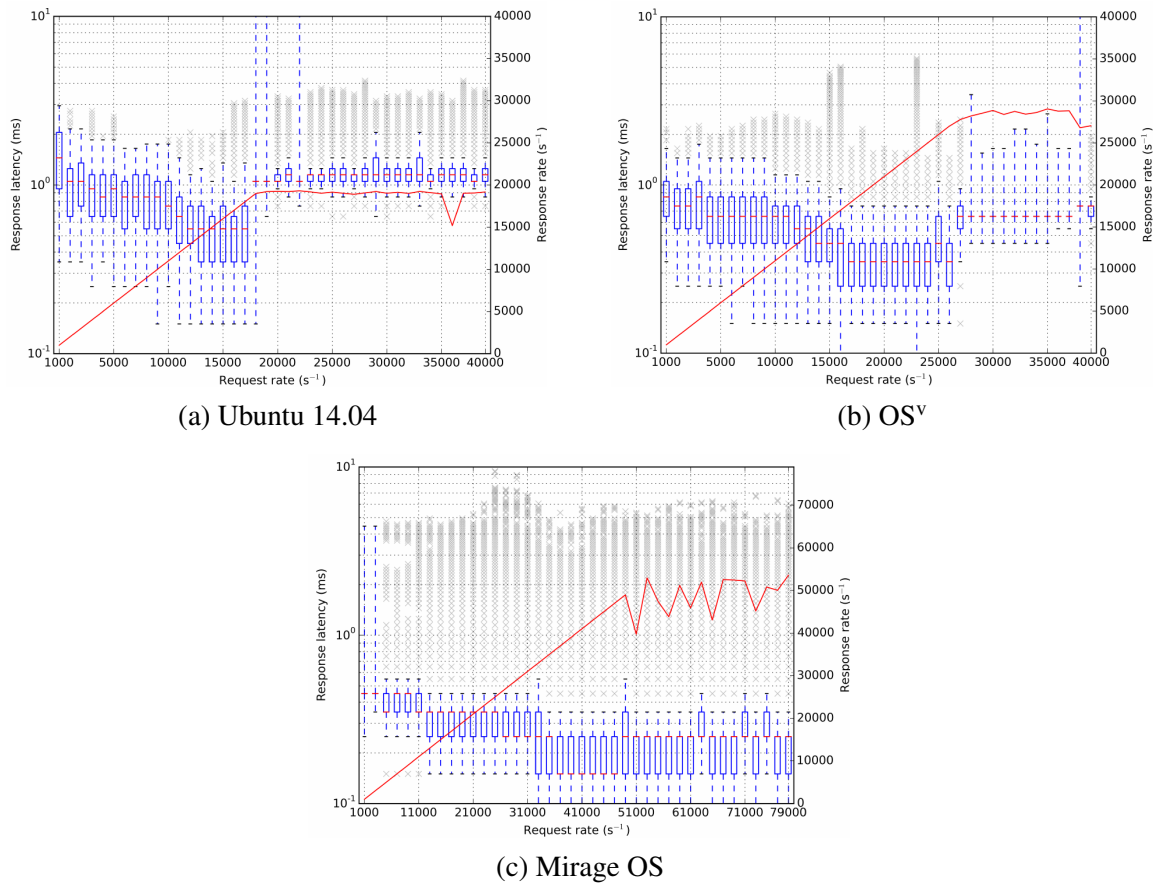 10¹ 40000
35000
30000
25000
10⁰ 20000
15000
10000
5000
10⁻¹ 0
Response latency (ms)
Response rate (s⁻¹)
1000 5000 10000 15000 20000 25000 30000 35000 40000
Request rate (s⁻¹)
(a) Ubuntu 14.04
10¹ 40000
35000
30000
25000
10⁰ 20000
15000
10000
5000
10⁻¹ 0
Response latency (ms)
Response rate (s⁻¹)
1000 5000 10000 15000 20000 25000 30000 35000 40000
Request rate (s⁻¹)
(b) OSᵛ
10¹
70000
60000
50000
10⁰ 40000
30000
20000
10000
10⁻¹ 0
Response latency (ms)
Response rate (s⁻¹)
1000 11000 21000 31000 41000 51000 61000 71000 79000
Request rate (s⁻¹)
(c) Mirage OS